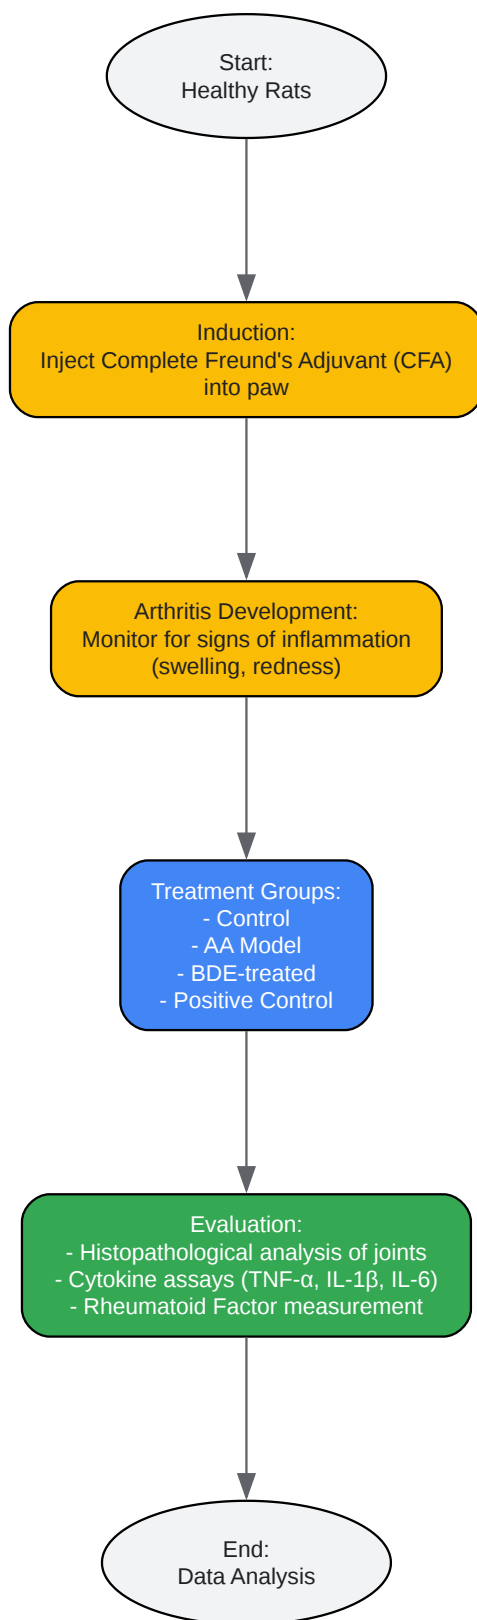 Start:
Healthy Rats
Induction:
Inject Complete Freund's Adjuvant (CFA)
into paw
Arthritis Development:
Monitor for signs of inflammation
(swelling, redness)
Treatment Groups:
- Control
- AA Model
- BDE-treated
- Positive Control
Evaluation:
- Histopathological analysis of joints
- Cytokine assays (TNF-α, IL-1β, IL-6)
- Rheumatoid Factor measurement
End:
Data Analysis